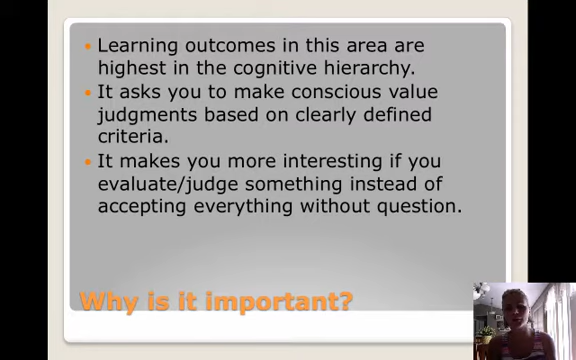 Learning outcomes in this area are
highest in the cognitive hierarchy.
It asks you to make conscious value
judgments based on clearly defined
criteria.
It makes you more interesting if you
evaluate/judge something instead of
accepting everything without question.
Why is it important?